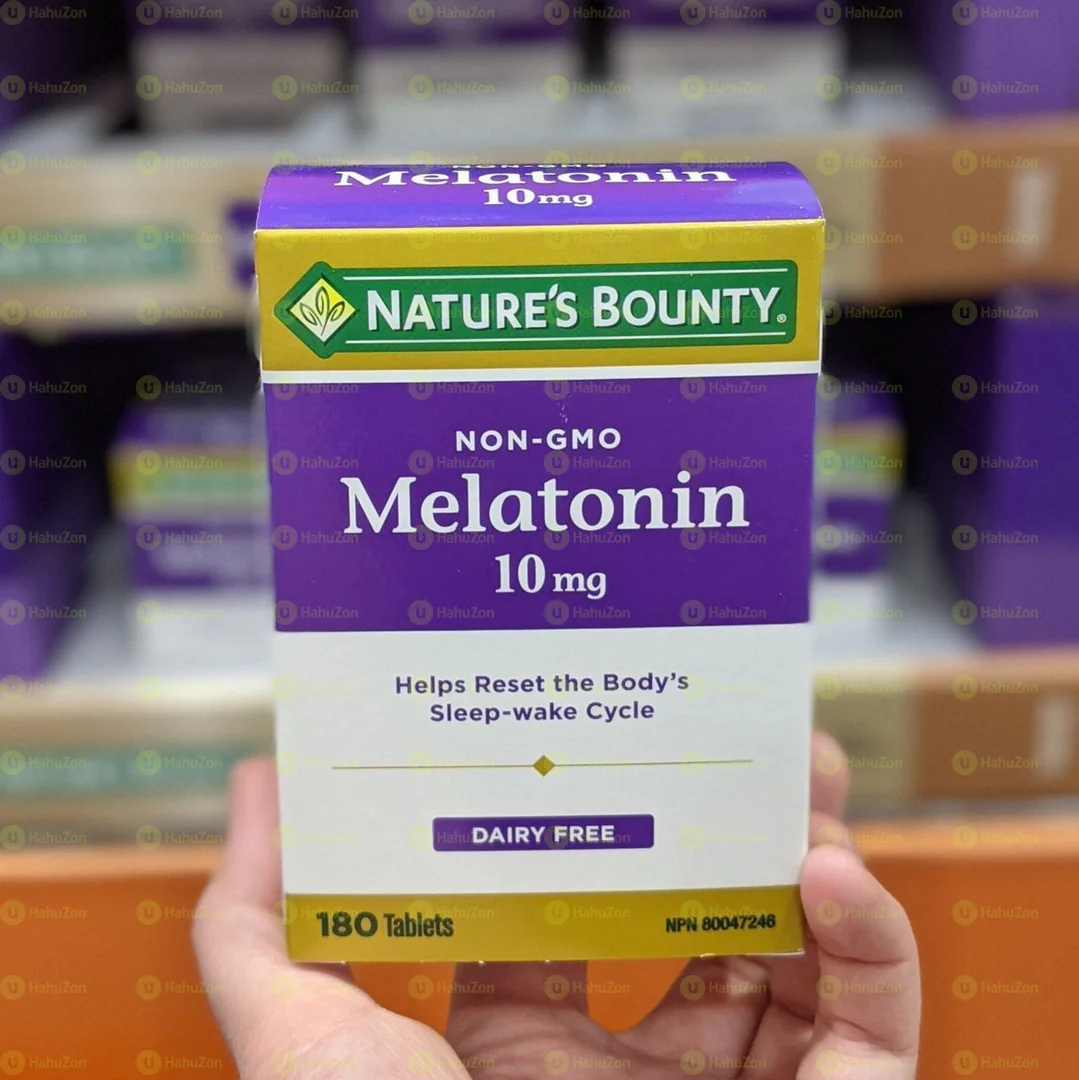 NON-GMO
Melatonin
10mg
NATURE'S BOUNTY®
NON-GMO
Melatonin
10 mg
Helps Reset the Body's
Sleep-wake Cycle
DAIRY FREE
180 Tablets
NPN 80047246
HahuZon